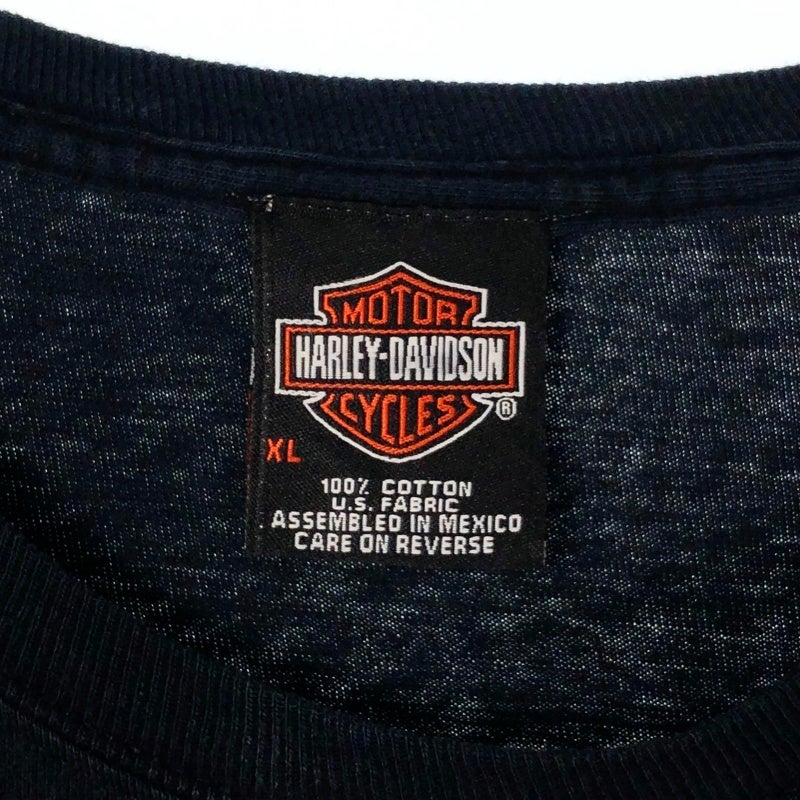 MOTOR
HARLEY-DAVIDSON
CYCLES ®
XL
100% COTTON
U.S. FABRIC
ASSEMBLED IN MEXICO
CARE ON REVERSE